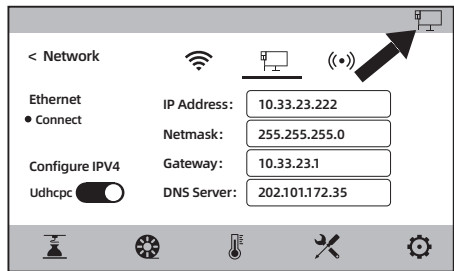 < Network
Ethernet
Connect
Configure IPV4
Udhcpc
IP Address: 10.33.23.222
Netmask: 255.255.255.0
Gateway: 10.33.23.1
DNS Server: 202.101.172.35